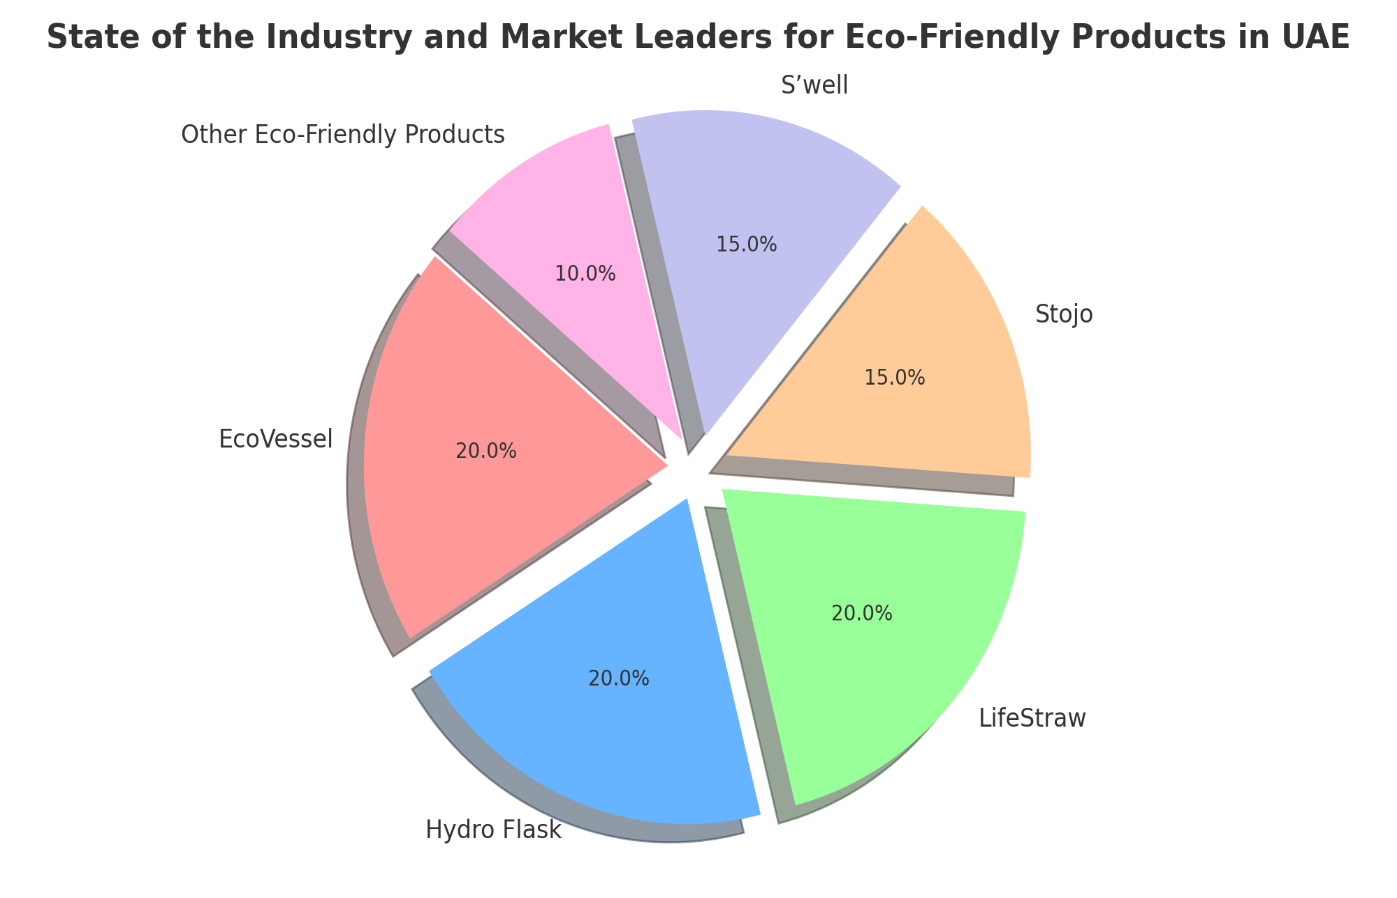 State of the Industry and Market Leaders for Eco-Friendly Products in UAE
S’well
Other Eco-Friendly Products
15.0%
10.0%
Stojo
15.0%
EcoVessel
20.0%
20.0%
20.0%
LifeStraw
Hydro Flask